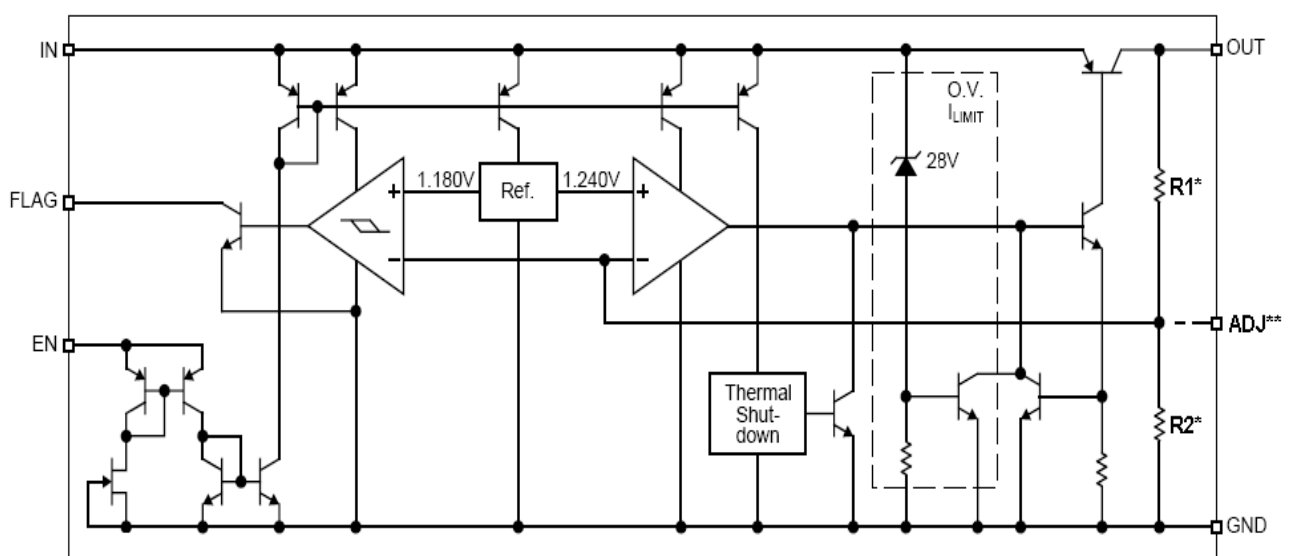 IN
OUT
O.V.
ILIMIT
28V
1.180V
Ref.
1.240V
+
+
R1*
FLAG
−
−
ADJ**
EN
Thermal
Shut-
down
R2*
GND